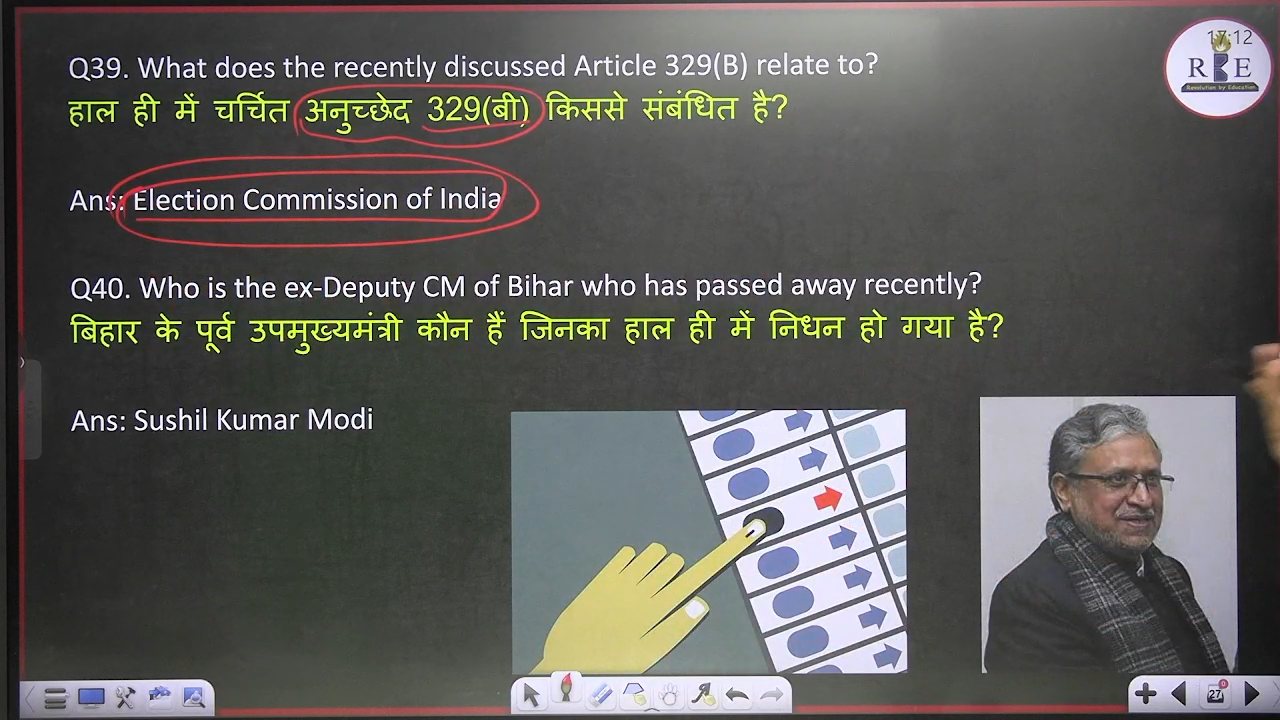 Q39. What does the recently discussed Article 329(B) relate to?
हाल ही में चर्चित अनुच्छेद 329(बी) किससे संबंधित है?
Ans: Election Commission of India
Q40. Who is the ex-Deputy CM of Bihar who has passed away recently?
बिहार के पूर्व उपमुख्यमंत्री कौन हैं जिनका हाल ही में निधन हो गया है?
Ans: Sushil Kumar Modi
17:12
R E
Revolution by Education
27
0